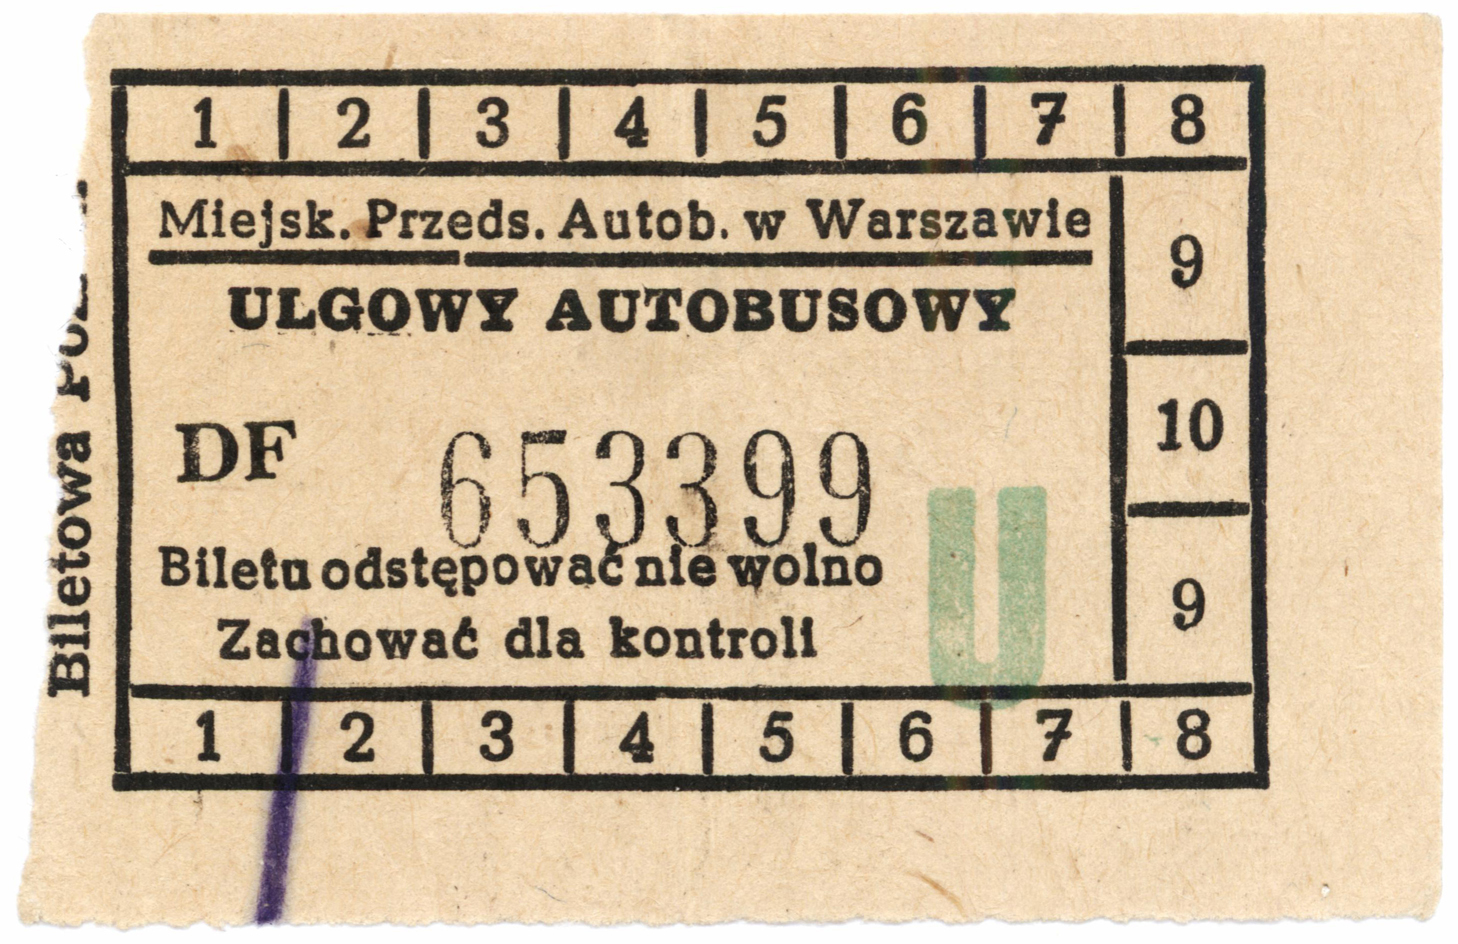 1 2 3 4 5 6 7 8
Miejsk. Przeds. Autob. w Warszawie
ULGOWY AUTOBUSOWY
9
DF 653399
10
Biletu odstępować nie wolno
Zachować dla kontroli
U
9
1 2 3 4 5 6 7 8
Biletowa